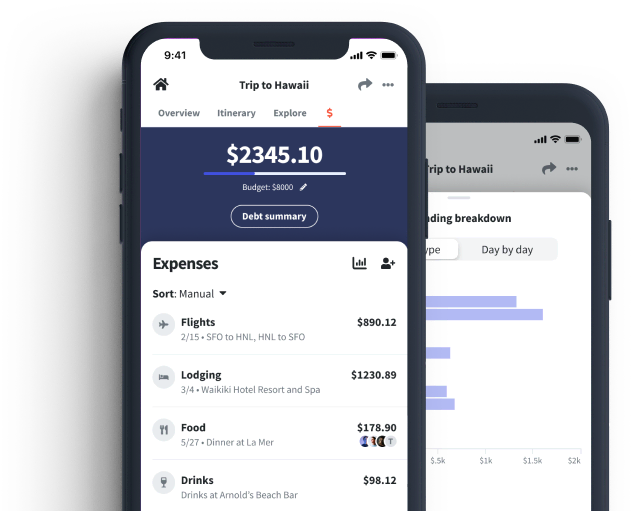 9:41
Trip to Hawaii
Overview Itinerary Explore $
$2345.10
Budget: $8000
Debt summary
Expenses
Sort: Manual
Flights $890.12
2/15 • SFO to HNL, HNL to SFO
Lodging $1230.89
3/4 • Waikiki Hotel Resort and Spa
Food $178.90
5/27 • Dinner at La Mer
T
Drinks $98.12
Drinks at Arnold's Beach Bar
Trip to Hawaii
nding breakdown
ype Day by day
$.5k $1k $1.5k $2k